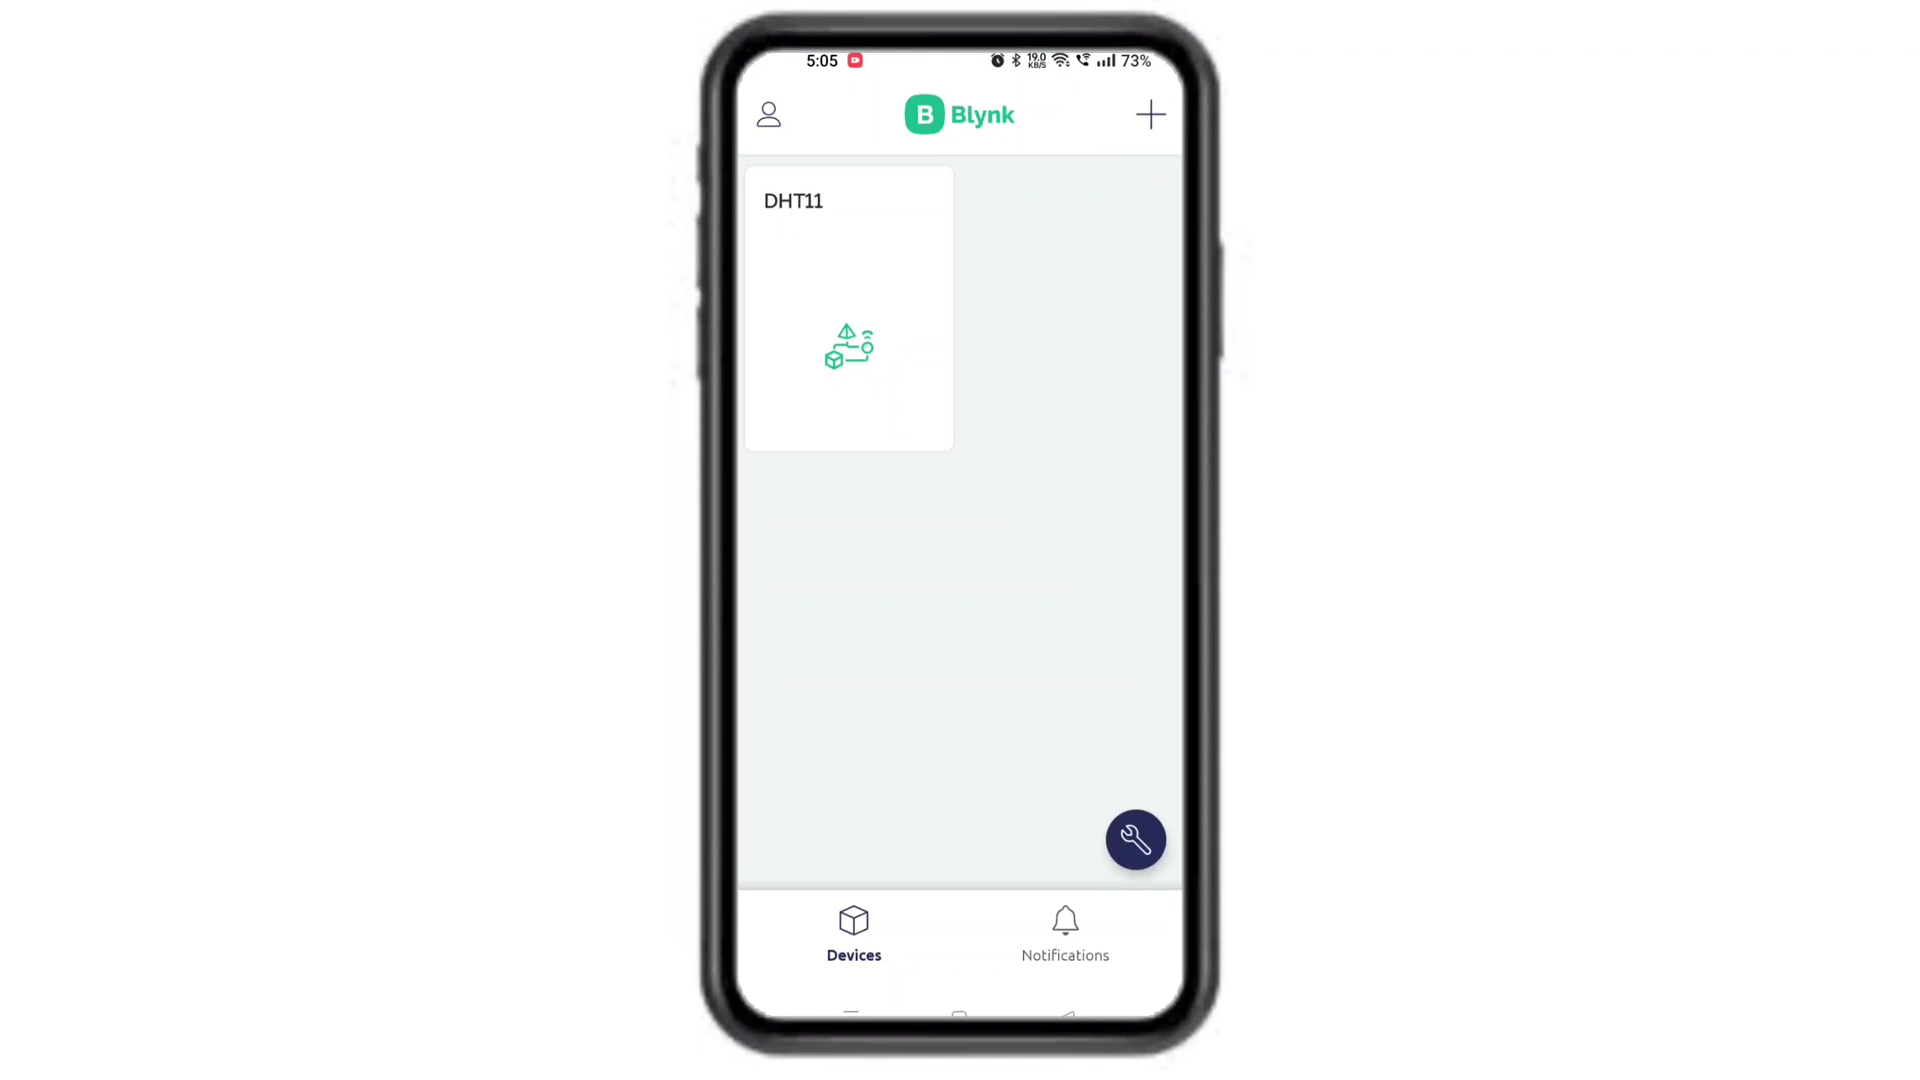 5:05 19.0 KB/S 73%
B Blynk
DHT11
Devices Notifications